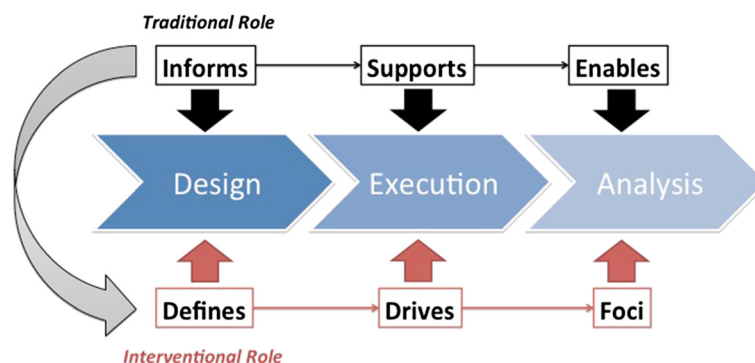 Traditional Role
Informs
Supports
Enables
Design
Execution
Analysis
Defines
Drives
Foci
Interventional Role